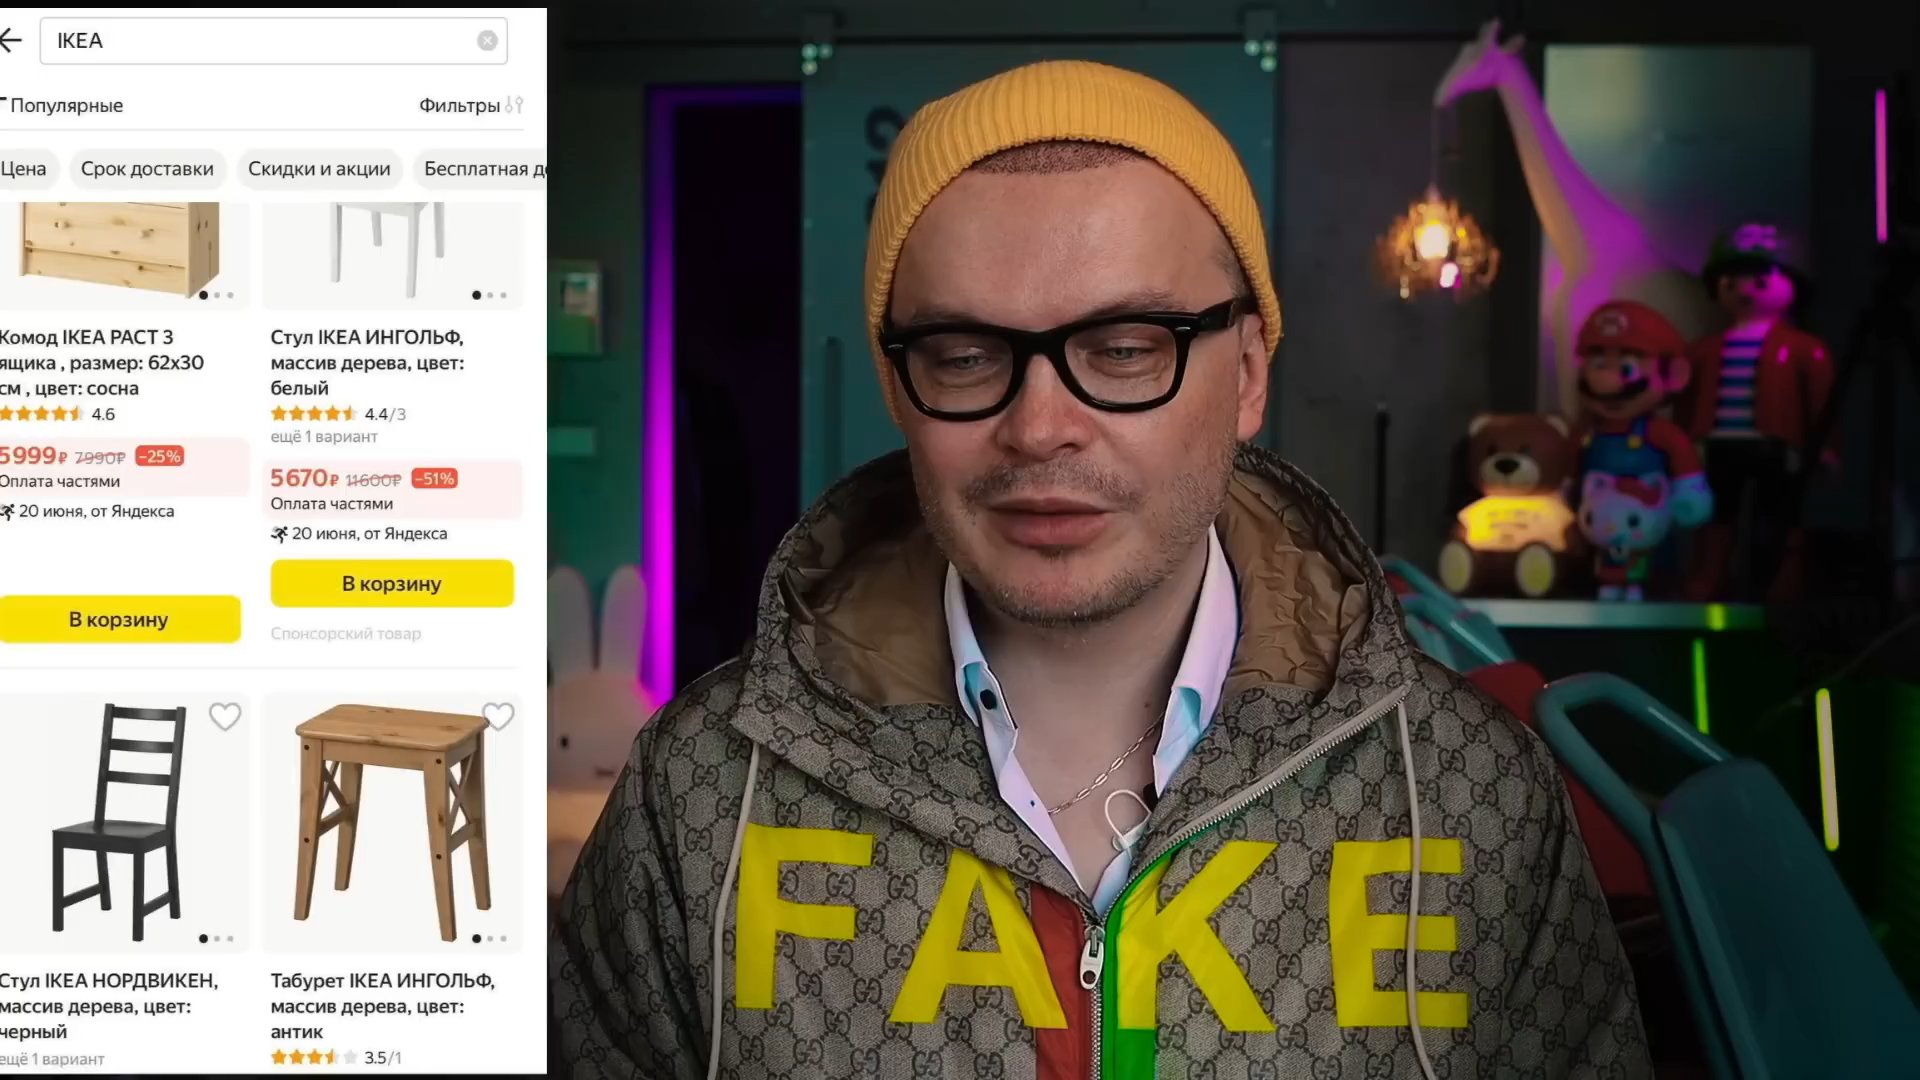 IKEA
Популярные
Фильтры
Цена
Срок доставки
Скидки и акции
Бесплатная д
Комод IKEA РАСТ 3
ящика , размер: 62x30
см , цвет: сосна
4.6
5999₽ 7990₽ -25%
Оплата частями
20 июня, от Яндекса
В корзину
Стул IKEA ИНГОЛЬФ,
массив дерева, цвет:
белый
4.4/3
ещё 1 вариант
5670₽ 11600₽ -51%
Оплата частями
20 июня, от Яндекса
В корзину
Спонсорский товар
Стул IKEA НОРДВИКЕН,
массив дерева, цвет:
черный
ещё 1 вариант
Табурет IKEA ИНГОЛЬФ,
массив дерева, цвет:
антик
3.5/1
FAKE